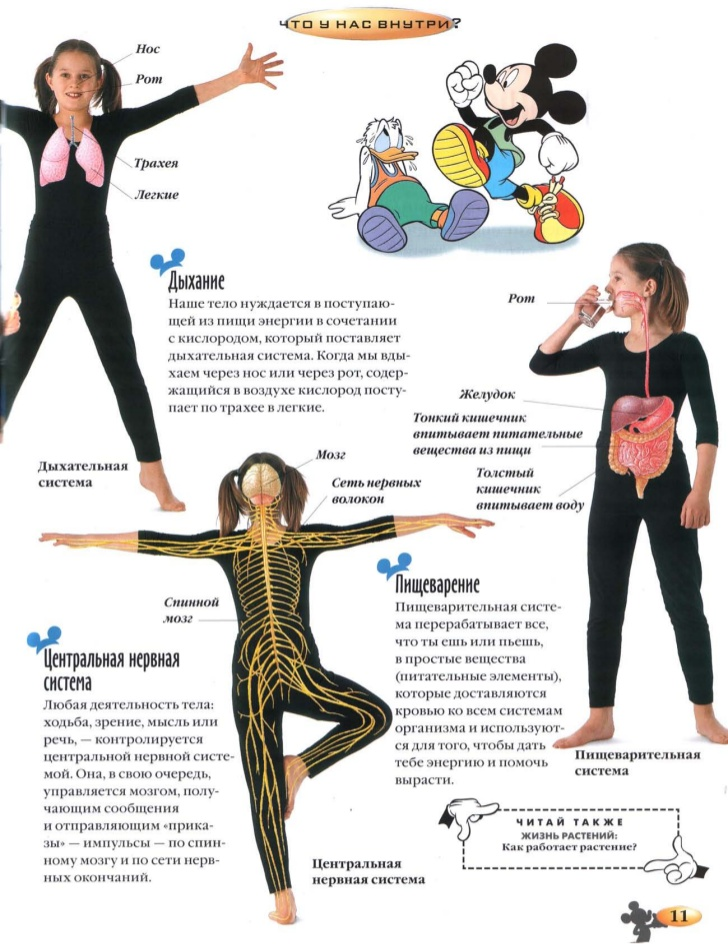 ЧТО У НАС ВНУТРИ?
Нос
Рот
Трахея
Легкие
Дыхание
Наше тело нуждается в поступаю-
щей из пищи энергии в сочетании
с кислородом, который поставляет
дыхательная система. Когда мы вды-
хаем через нос или через рот, содер-
жащийся в воздухе кислород посту-
пает по трахее в легкие.
Дыхательная
система
Рот
Желудок
Тонкий кишечник
впитывает питательные
вещества из пищи
Толстый
кишечник
впитывает воду
Мозг
Сеть нервных
волокон
Спинной
мозг
Центральная нервная
система
Любая деятельность тела:
ходьба, зрение, мысль или
речь, — контролируется
центральной нервной систе-
мой. Она, в свою очередь,
управляется мозгом, полу-
чающим сообщения
и отправляющим «прика-
зы» — импульсы — по спин-
ному мозгу и по сети нерв-
ных окончаний.
Центральная
нервная система
Пищеварение
Пищеварительная систе-
ма перерабатывает все,
что ты ешь или пьешь,
в простые вещества
(питательные элементы),
которые доставляются
кровью ко всем системам
организма и используют-
ся для того, чтобы дать
тебе энергию и помочь
вырасти.
Пищеварительная
система
ЧИТАЙ ТАКЖЕ
ЖИЗНЬ РАСТЕНИЙ:
Как работает растение?
11